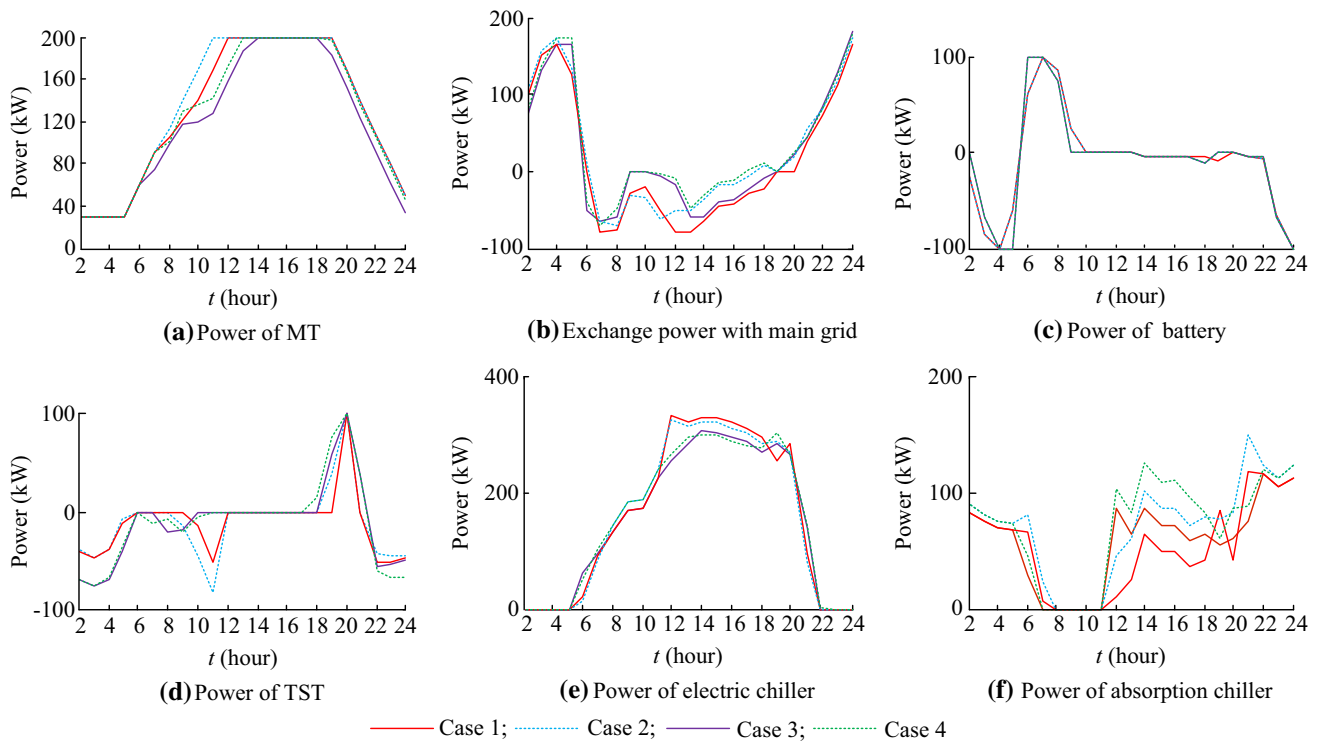 200
160
120
80
40
0
Power (kW)
2 4 6 8 10 12 14 16 18 20 22 24
t (hour)
(a) Power of MT
200
100
0
-100
Power (kW)
2 4 6 8 10 12 14 16 18 20 22 24
t (hour)
(b) Exchange power with main grid
200
100
0
-100
Power (kW)
2 4 6 8 10 12 14 16 18 20 22 24
t (hour)
(c) Power of battery
100
0
-100
Power (kW)
2 4 6 8 10 12 14 16 18 20 22 24
t (hour)
(d) Power of TST
400
200
0
Power (kW)
2 4 6 8 10 12 14 16 18 20 22 24
t (hour)
(e) Power of electric chiller
200
100
0
Power (kW)
2 4 6 8 10 12 14 16 18 20 22 24
t (hour)
(f) Power of absorption chiller
Case 1; Case 2; Case 3; Case 4